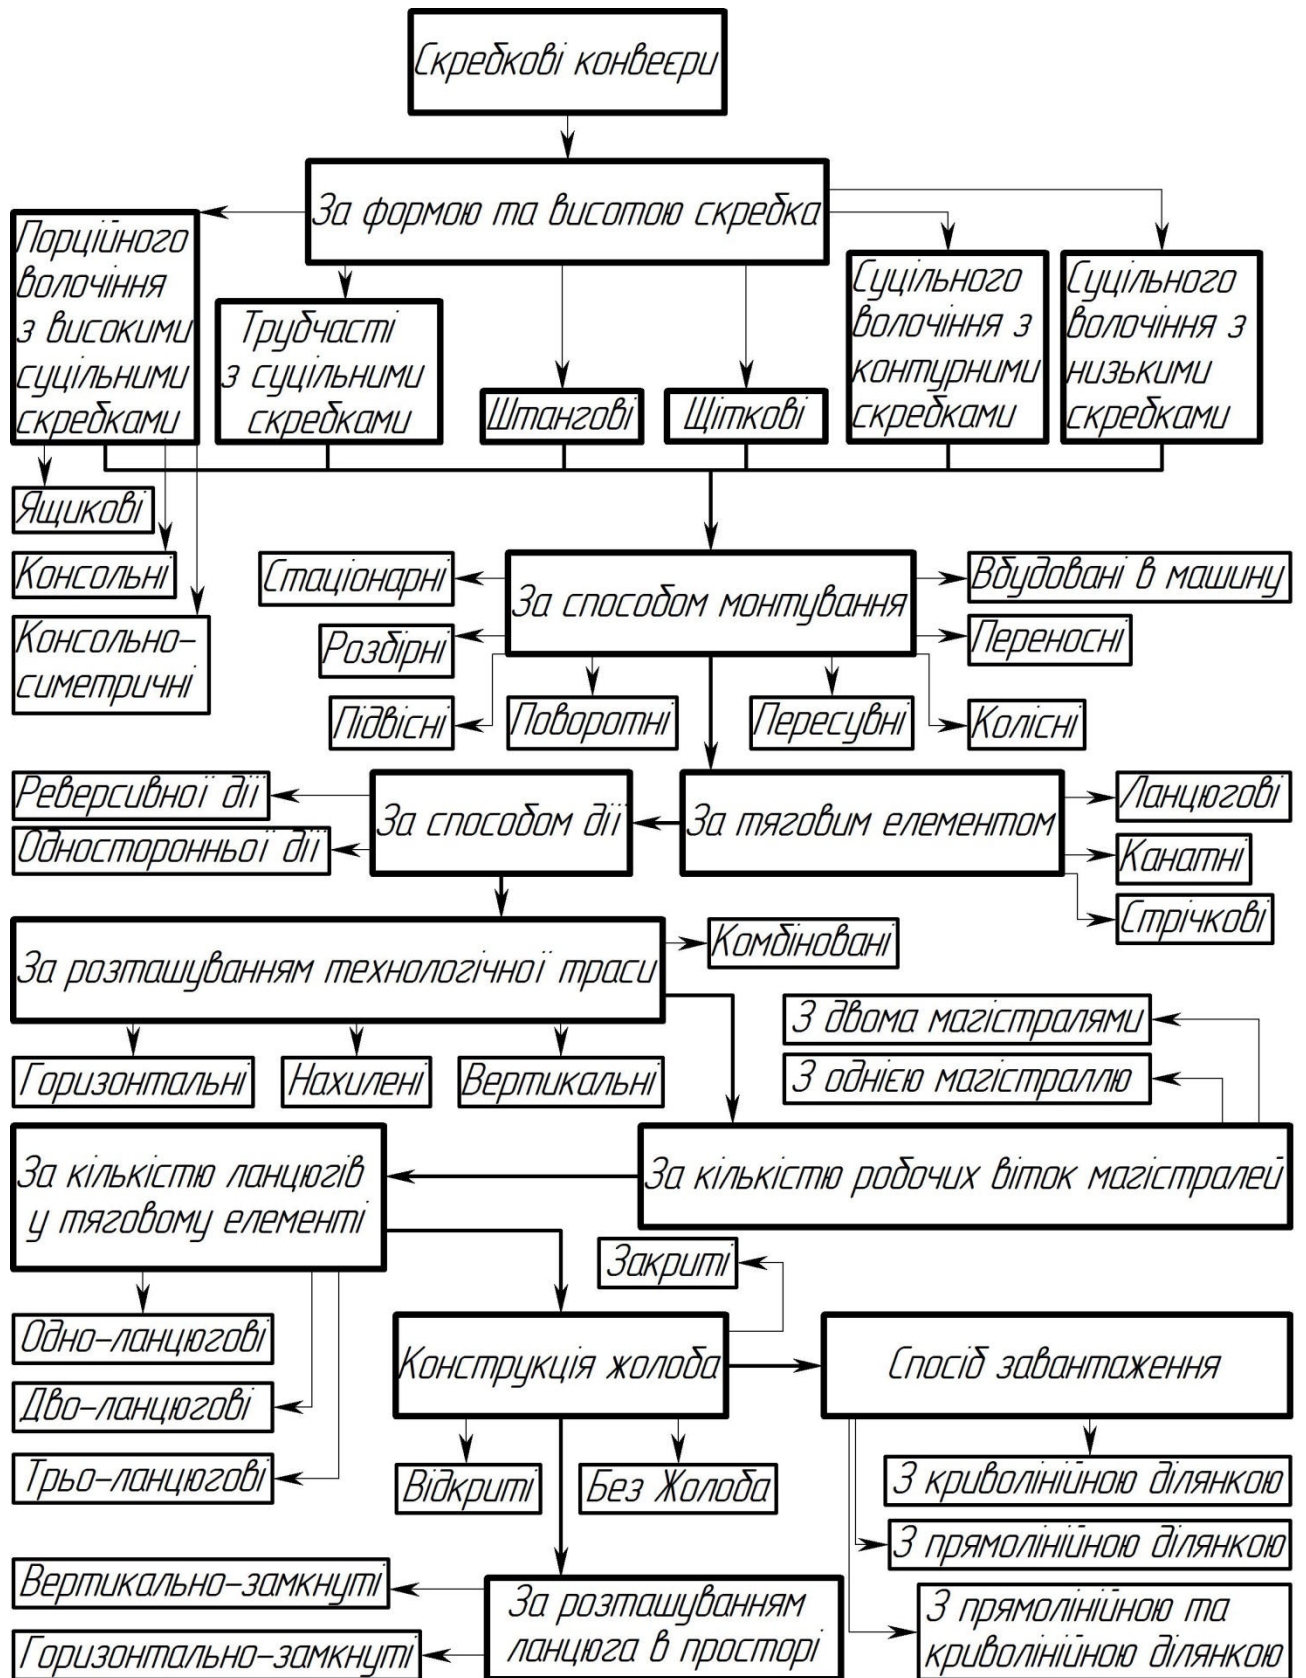 Скребкові конвеєри
За формою та висотою скребка
Порційного
волочіння
з високими
суцільними
скребками
Трубчасті
з суцільними
скребками
Штангові
Щіткові
Суцільного
волочіння з
контурними
скребками
Суцільного
волочіння з
низькими
скребками
Ящикові
Консольні
Консольно-
симетричні
За способом монтування
Стаціонарні
Розбірні
Підвісні
Поворотні
Пересувні
Колісні
Переносні
Вбудовані в машину
За тяговим елементом
Ланцюгові
Канатні
Стрічкові
За способом дії
Реверсивної дії
Односторонньої дії
За розташуванням технологічної траси
Комбіновані
Горизонтальні
Нахилені
Вертикальні
З двома магістралями
З однією магістраллю
За кількістю робочих віток магістралей
За кількістю ланцюгів
у тяговому елементі
Одно-ланцюгові
Дво-ланцюгові
Трьо-ланцюгові
Закриті
Конструкція жолоба
Відкриті
Без Жолоба
Спосіб завантаження
З криволінійною ділянкою
З прямолінійною ділянкою
З прямолінійною та
криволінійною ділянкою
За розташуванням
ланцюга в просторі
Вертикально-замкнуті
Горизонтально-замкнуті